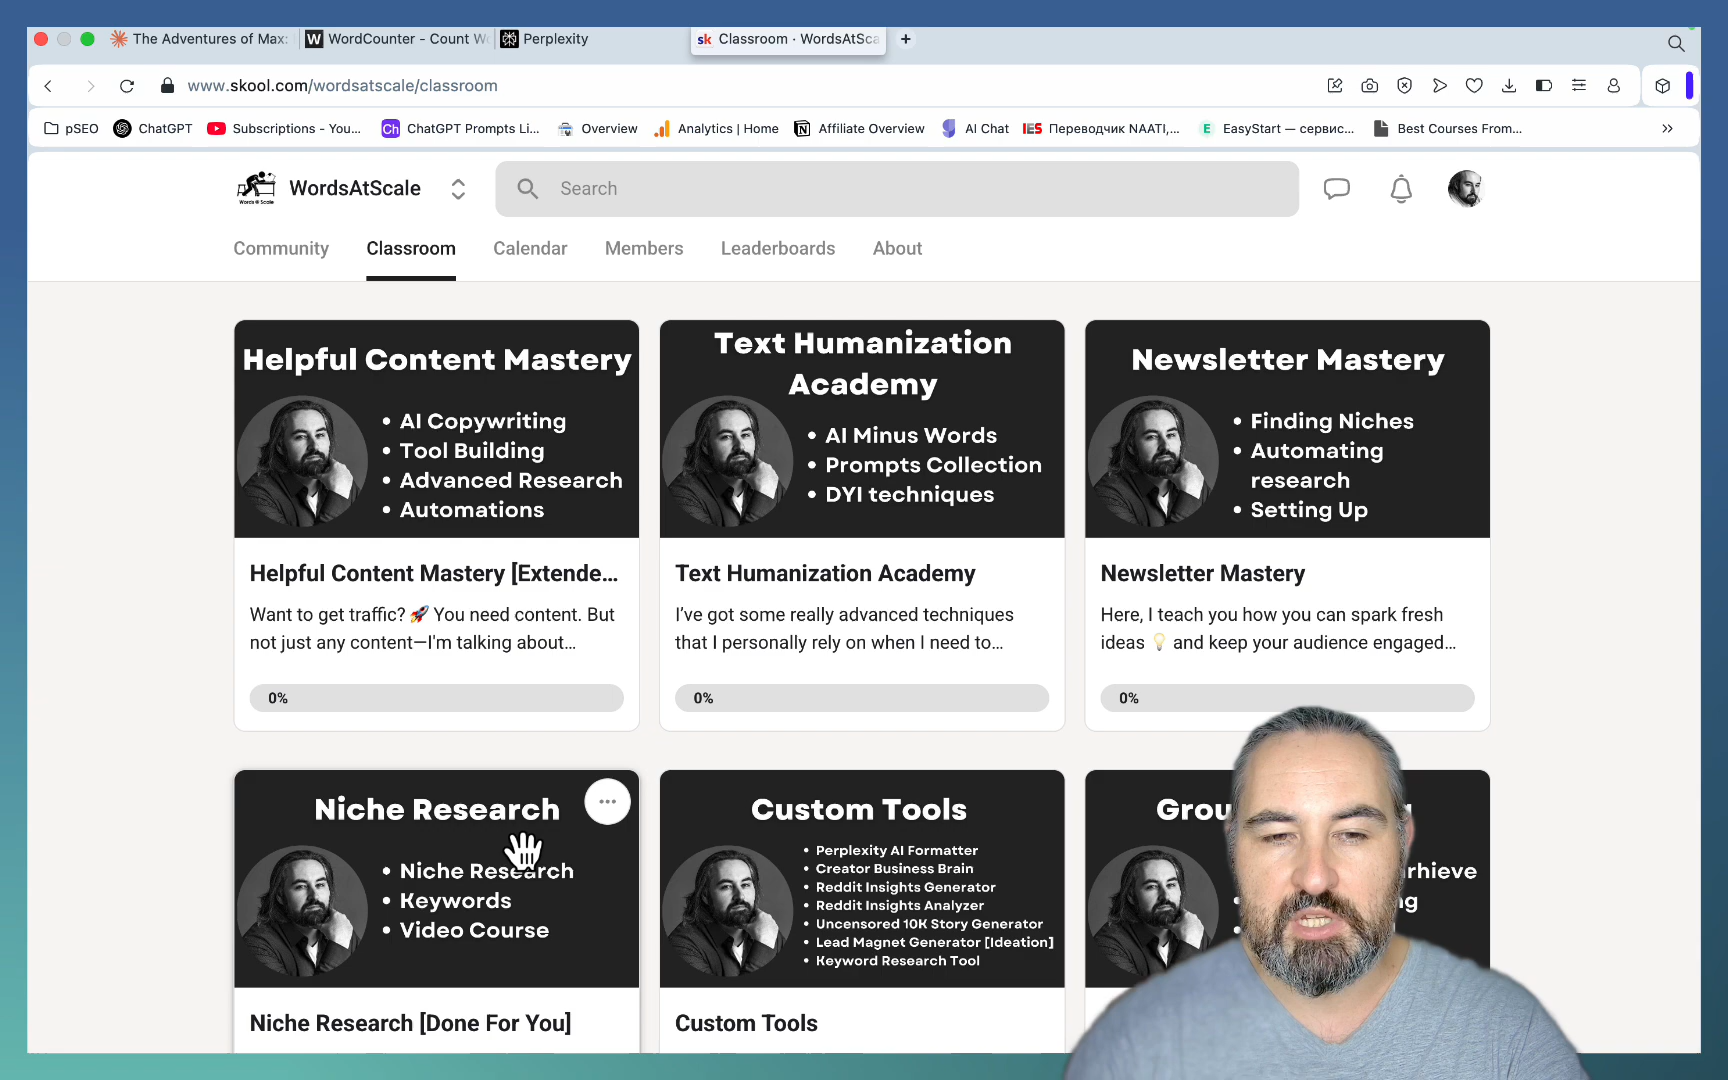 The Adventures of Max:
WordCounter - Count W
Perplexity
sk Classroom · WordsAtSca
www.skool.com/wordsatscale/classroom
pSEO
ChatGPT
Subscriptions - You...
Ch ChatGPT Prompts Li...
Overview
Analytics | Home
Affiliate Overview
AI Chat
IES Переводчик NAATI,...
E EasyStart — сервис...
Best Courses From...
Words @ Scale
WordsAtScale
Search
Community
Classroom
Calendar
Members
Leaderboards
About
Helpful Content Mastery
• AI Copywriting
• Tool Building
• Advanced Research
• Automations
Helpful Content Mastery [Extende...
Want to get traffic? 🚀 You need content. But
not just any content—I'm talking about...
0%
Text Humanization
Academy
• AI Minus Words
• Prompts Collection
• DYI techniques
Text Humanization Academy
I've got some really advanced techniques
that I personally rely on when I need to...
0%
Newsletter Mastery
• Finding Niches
• Automating
research
• Setting Up
Newsletter Mastery
Here, I teach you how you can spark fresh
ideas 💡 and keep your audience engaged...
0%
Niche Research
• Niche Research
• Keywords
• Video Course
Niche Research [Done For You]
Custom Tools
• Perplexity AI Formatter
• Creator Business Brain
• Reddit Insights Generator
• Reddit Insights Analyzer
• Uncensored 10K Story Generator
• Lead Magnet Generator [Ideation]
• Keyword Research Tool
Custom Tools